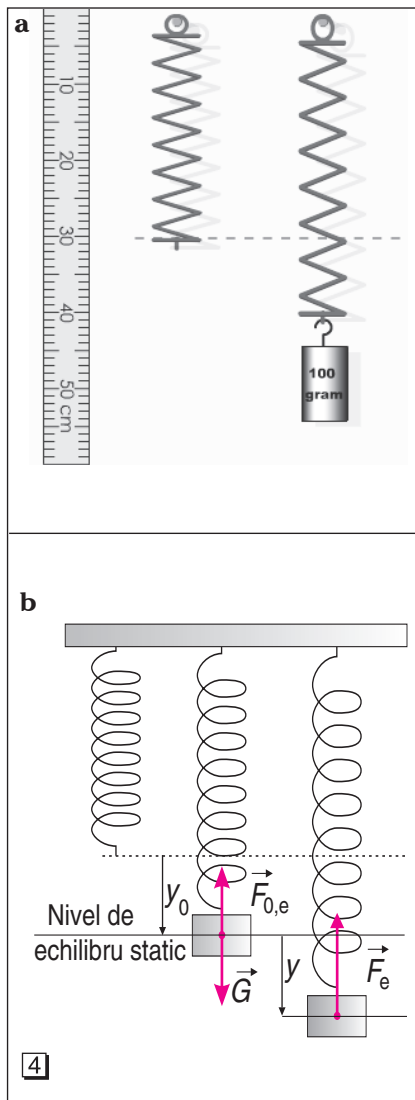 a
10
20
30
40
50 cm
100
gram
b
y₀
F₀,e
Nivel de
echilibru static
G
y
Fe
4